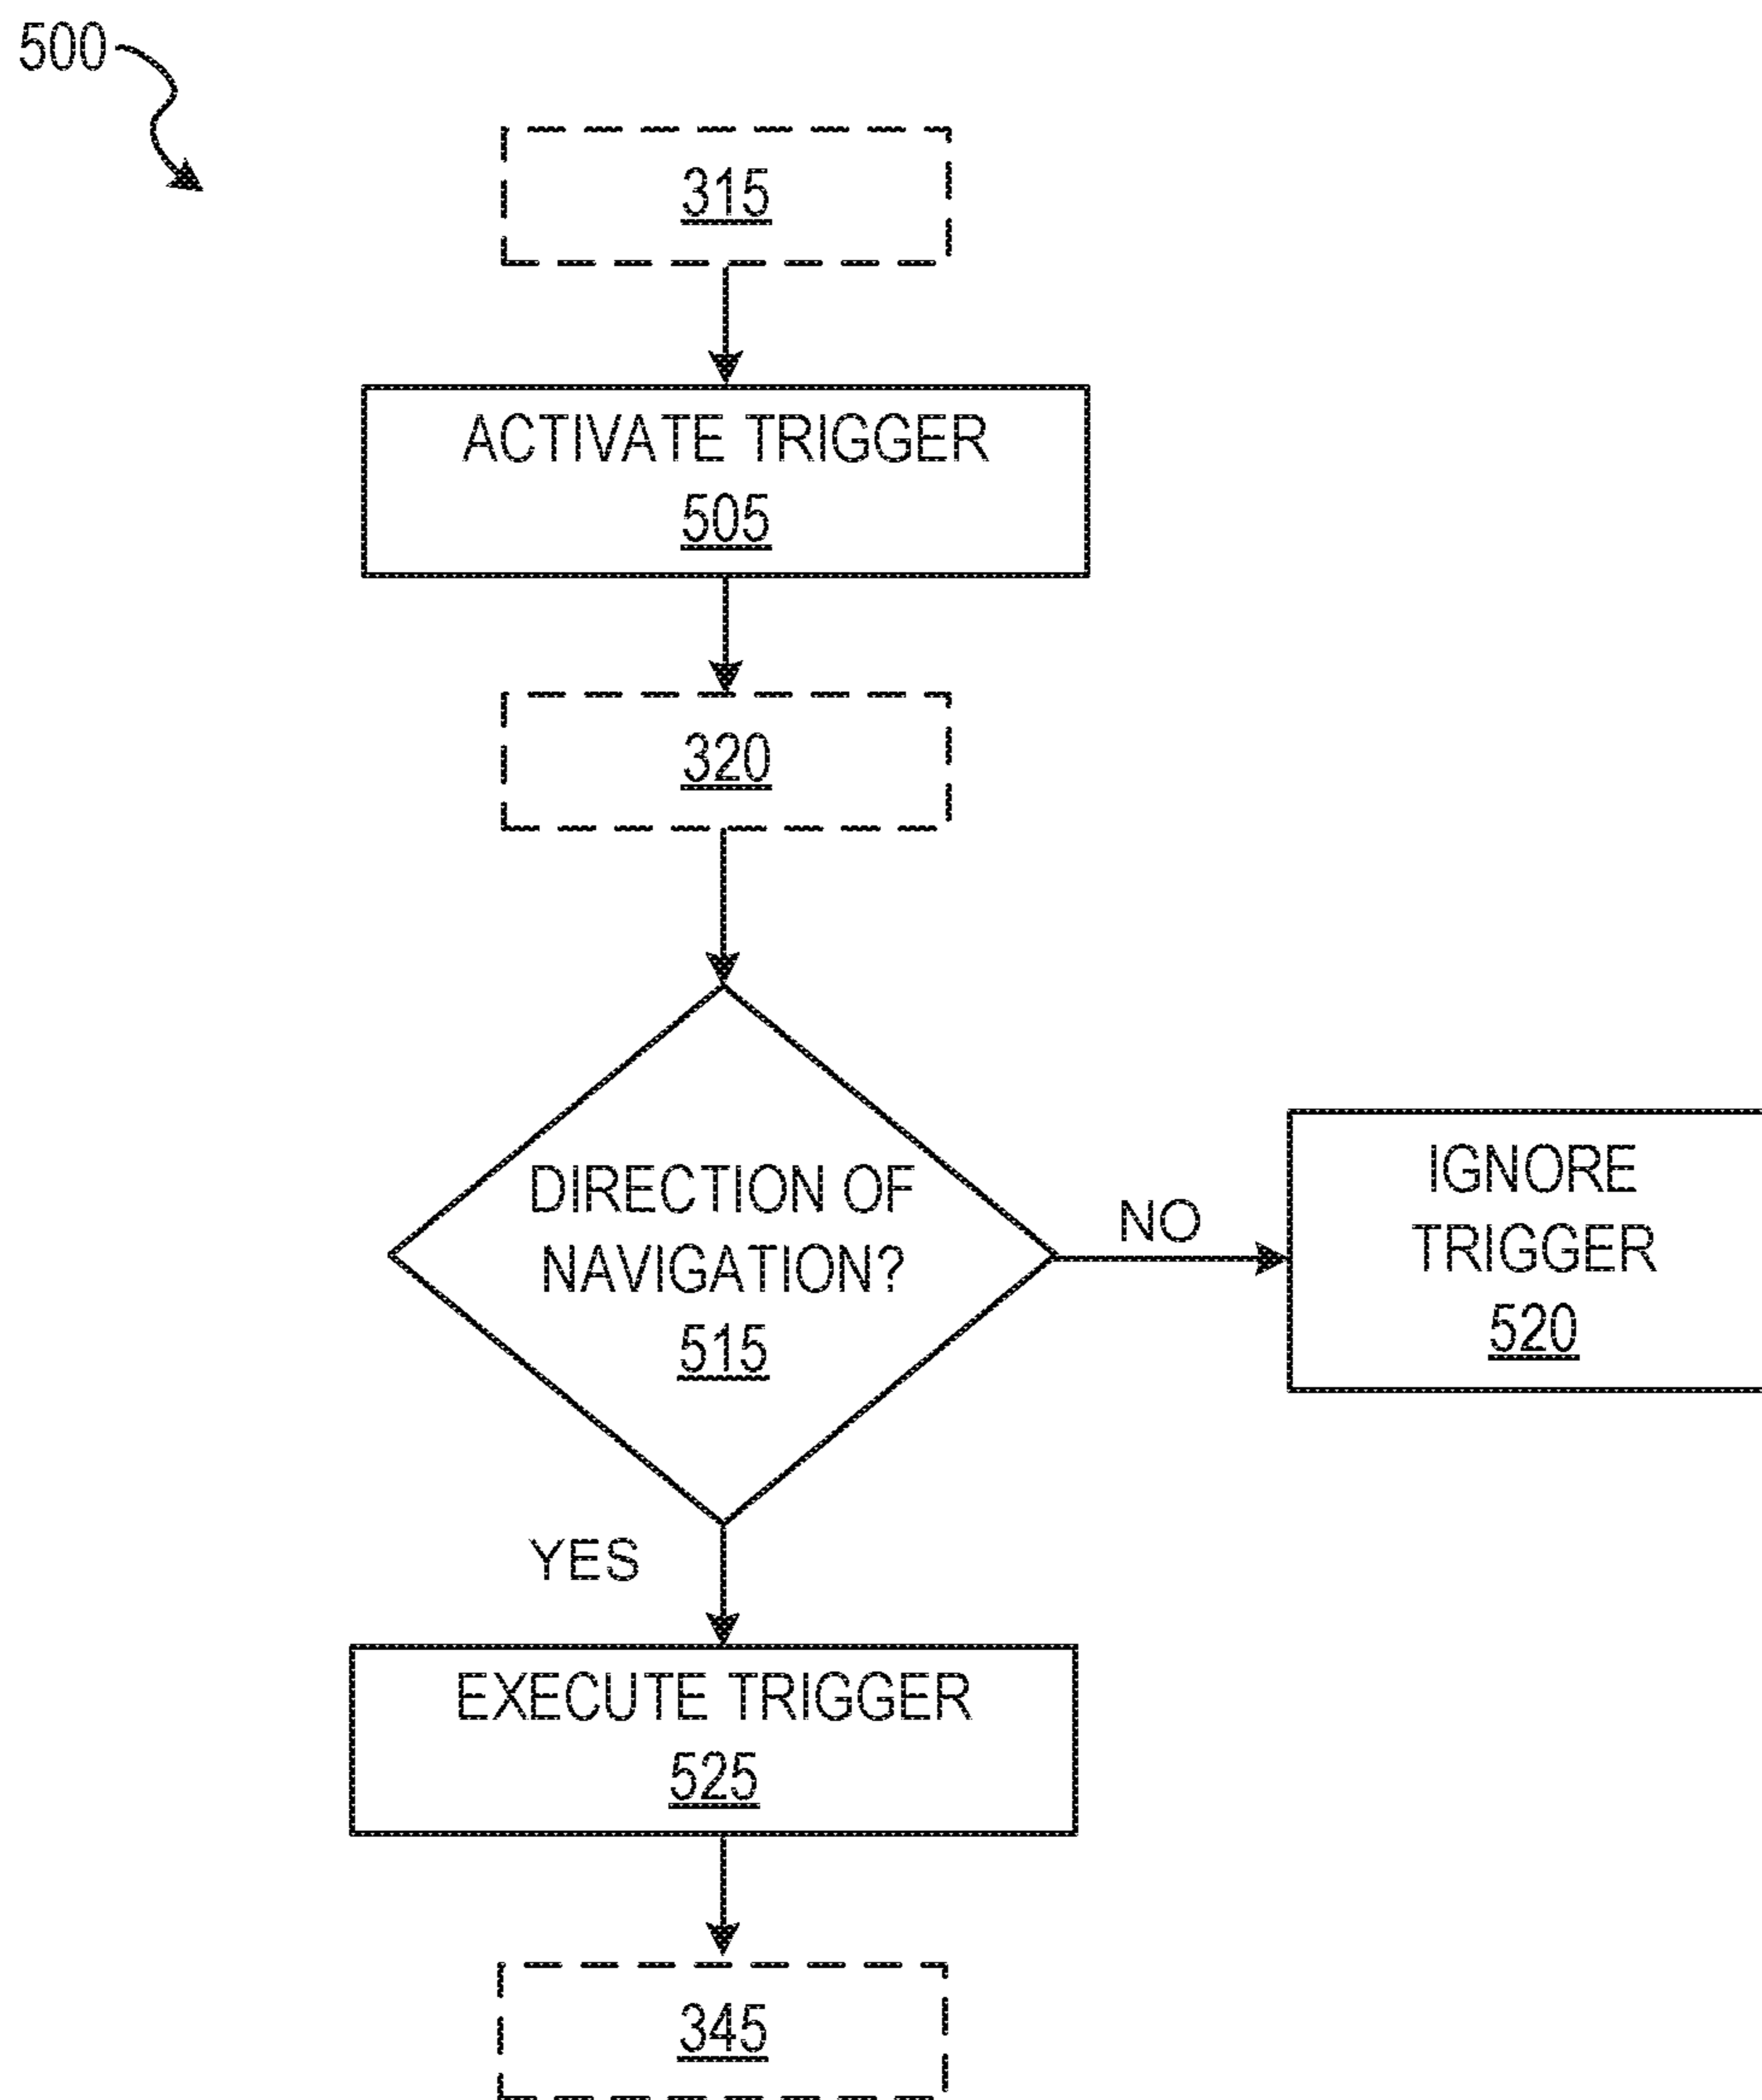 500
315
ACTIVATE TRIGGER
505
320
DIRECTION OF
NAVIGATION?
515
NO
IGNORE
TRIGGER
520
YES
EXECUTE TRIGGER
525
345